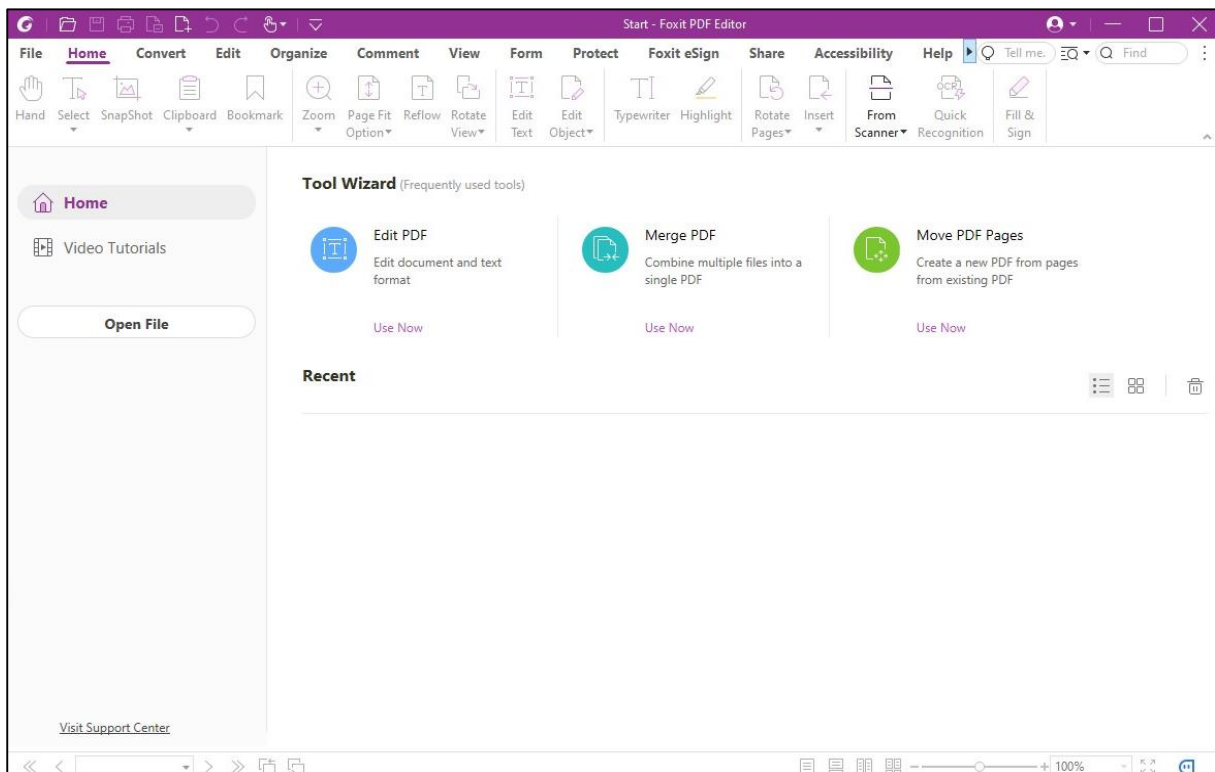 Start - Foxit PDF Editor
File Home Convert Edit Organize Comment View Form Protect Foxit eSign Share Accessibility Help Tell me. Find
Hand Select SnapShot Clipboard Bookmark Zoom Page Fit Option Reflow Rotate View Edit Text Edit Object Typewriter Highlight Rotate Pages Insert From Scanner Quick Recognition Fill & Sign
Home
Video Tutorials
Open File
Visit Support Center
Tool Wizard (Frequently used tools)
Edit PDF
Edit document and text
format
Use Now
Merge PDF
Combine multiple files into a
single PDF
Use Now
Move PDF Pages
Create a new PDF from pages
from existing PDF
Use Now
Recent
100%